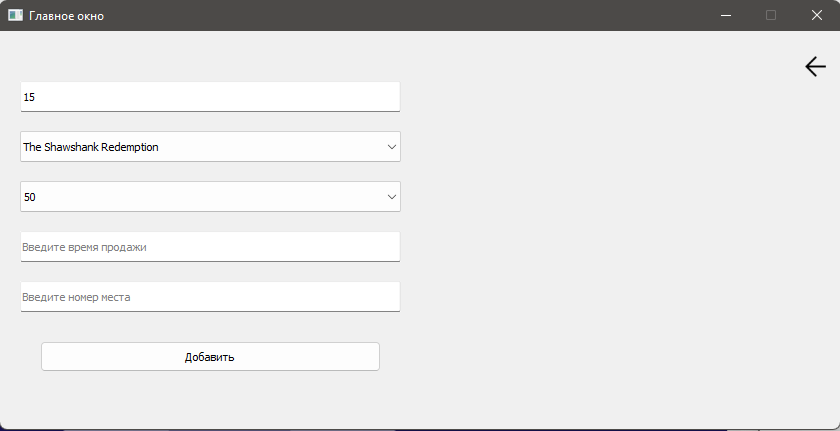 Главное окно
15
The Shawshank Redemption
50
Введите время продажи
Введите номер места
Добавить